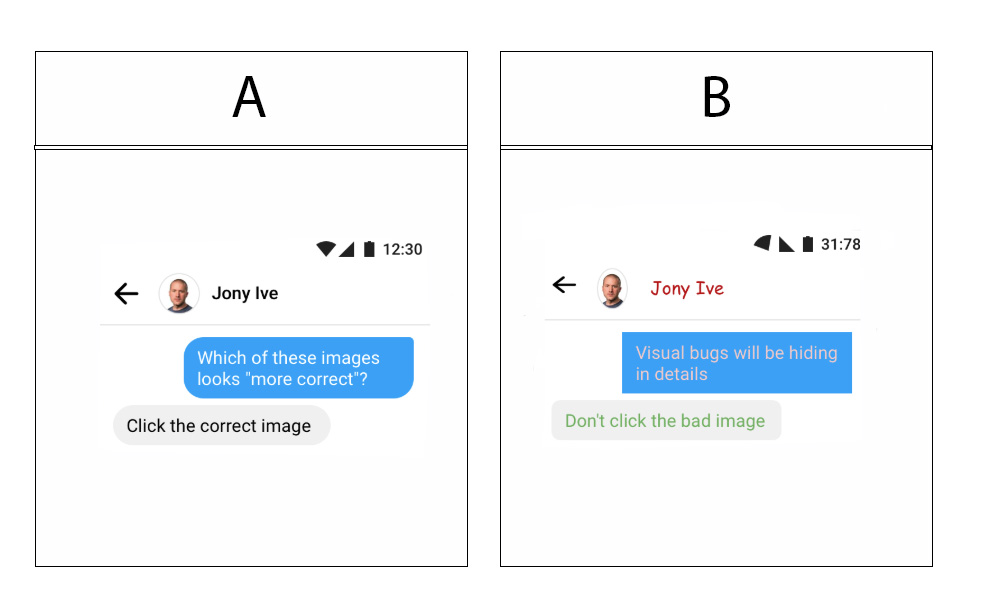 A
B
12:30
Jony Ive
Which of these images
looks "more correct"?
Click the correct image
31:78
Jony Ive
Visual bugs will be hiding
in details
Don't click the bad image